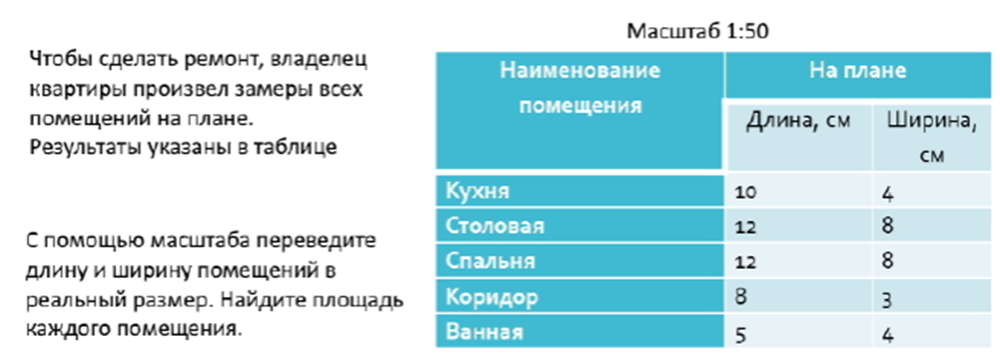 Масштаб 1:50
Чтобы сделать ремонт, владелец
квартиры произвел замеры всех
помещений на плане.
Результаты указаны в таблице
С помощью масштаба переведите
длину и ширину помещений в
реальный размер. Найдите площадь
каждого помещения.
Наименование
помещения
На плане
Длина, см
Ширина,
см
Кухня 10 4
Столовая 12 8
Спальня 12 8
Коридор 8 3
Ванная 5 4